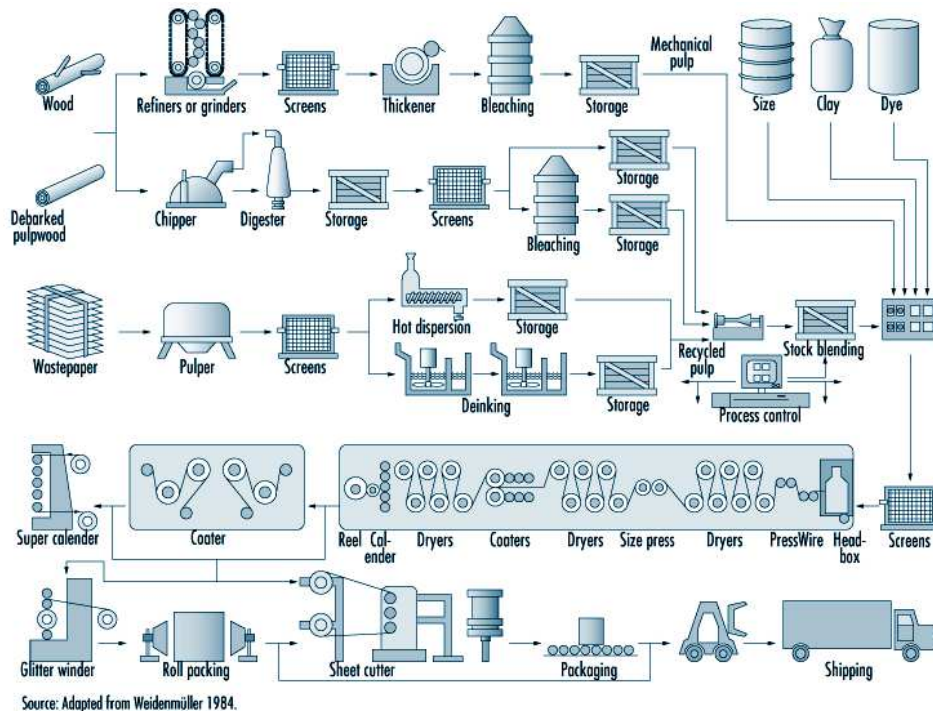 Wood
Refiners or grinders
Screens
Thickener
Bleaching
Storage
Mechanical
pulp
Size
Clay
Dye
Debarked
pulpwood
Chipper
Digester
Storage
Screens
Storage
Bleaching
Storage
Wastepaper
Pulper
Screens
Hot dispersion
Storage
Deinking
Storage
Recycled
pulp
Stock blending
Process control
Super calender
Coater
Reel
Cal-
ender
Dryers
Coaters
Dryers
Size press
Dryers
Press
Wire
Head-
box
Screens
Glitter winder
Roll packing
Sheet cutter
Packaging
Shipping
Source: Adapted from Weidenmüller 1984.